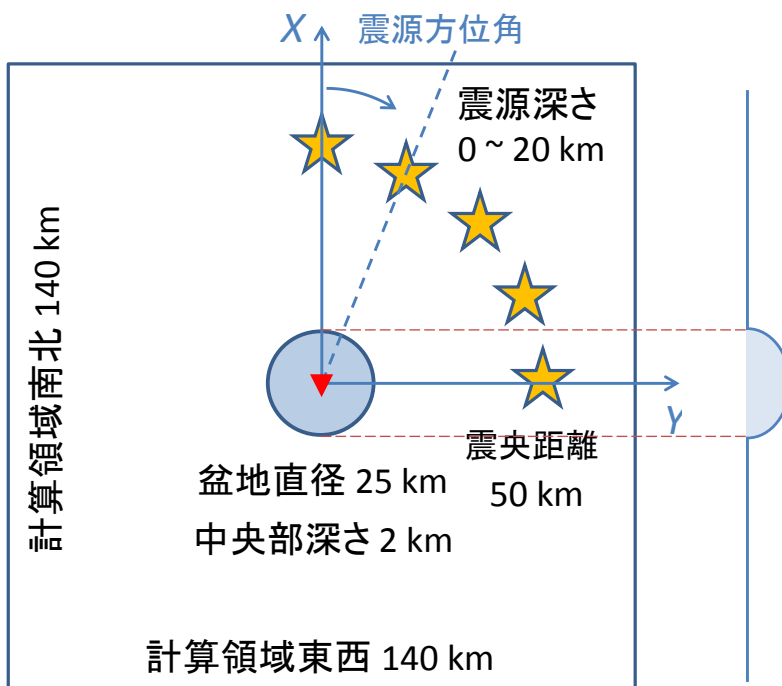 X
震源方位角
震源深さ
0 ~ 20 km
計算領域南北 140 km
Y
震央距離
50 km
盆地直径 25 km
中央部深さ 2 km
計算領域東西 140 km